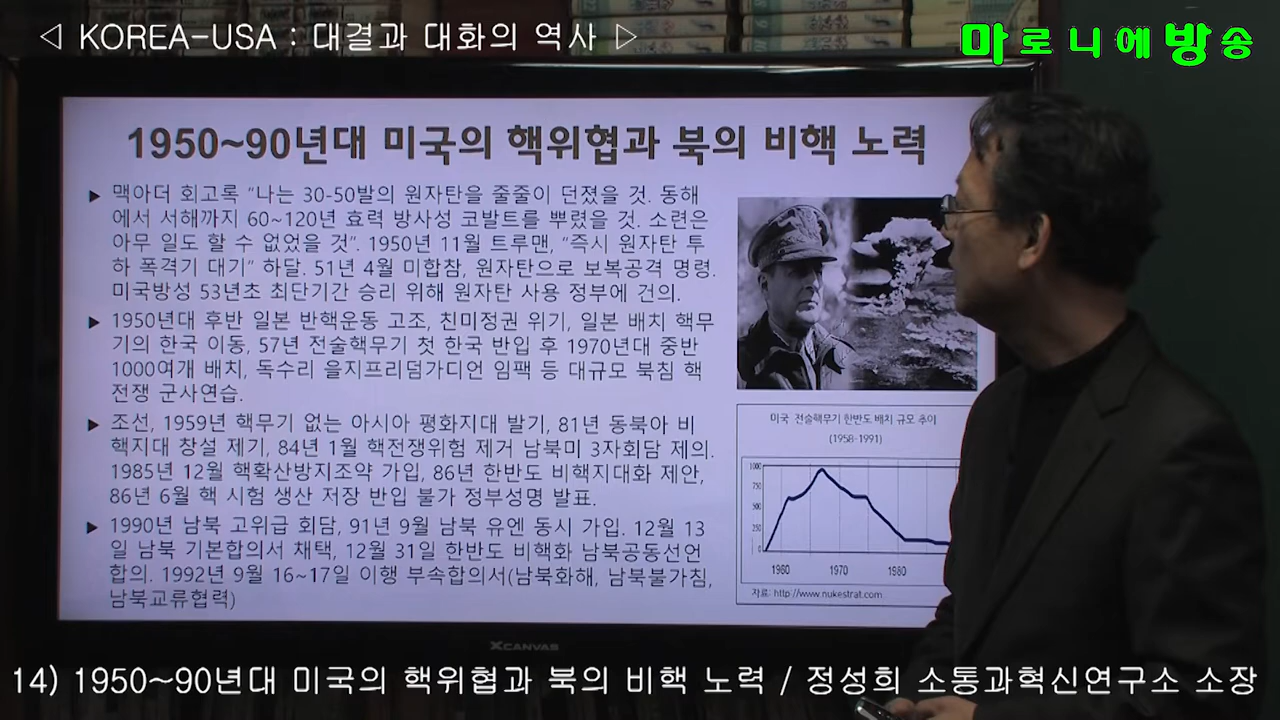 ◁ KOREA-USA : 대결과 대화의 역사 ▷
마로니에방송
1950~90년대 미국의 핵위협과 북의 비핵 노력
▶ 맥아더 회고록 “나는 30-50발의 원자탄을 줄줄이 던졌을 것. 동해
에서 서해까지 60~120년 효력 방사성 코발트를 뿌렸을 것. 소련은
아무 일도 할 수 없었을 것”. 1950년 11월 트루맨, “즉시 원자탄 투
하 폭격기 대기” 하달. 51년 4월 미합참, 원자탄으로 보복공격 명령.
미국방성 53년초 최단기간 승리 위해 원자탄 사용 정부에 건의.
▶ 1950년대 후반 일본 반핵운동 고조, 친미정권 위기, 일본 배치 핵무
기의 한국 이동, 57년 전술핵무기 첫 한국 반입 후 1970년대 중반
1000여개 배치, 독수리 을지프리덤가디언 임팩 등 대규모 북침 핵
전쟁 군사연습.
▶ 조선, 1959년 핵무기 없는 아시아 평화지대 발기, 81년 동북아 비
핵지대 창설 제기, 84년 1월 핵전쟁위험 제거 남북미 3자회담 제의.
1985년 12월 핵확산방지조약 가입, 86년 한반도 비핵지대화 제안,
86년 6월 핵 시험 생산 저장 반입 불가 정부성명 발표.
▶ 1990년 남북 고위급 회담, 91년 9월 남북 유엔 동시 가입. 12월 13
일 남북 기본합의서 채택, 12월 31일 한반도 비핵화 남북공동선언
합의. 1992년 9월 16~17일 이행 부속합의서(남북화해, 남북불가침,
남북교류협력)
미국 전술핵무기 한반도 배치 규모 추이
(1958-1991)
1000
750
500
250
0
1960 1970 1980
자료: http://www.nukestrat.com
XCANVAS
14) 1950~90년대 미국의 핵위협과 북의 비핵 노력 / 정성희 소통과혁신연구소 소장